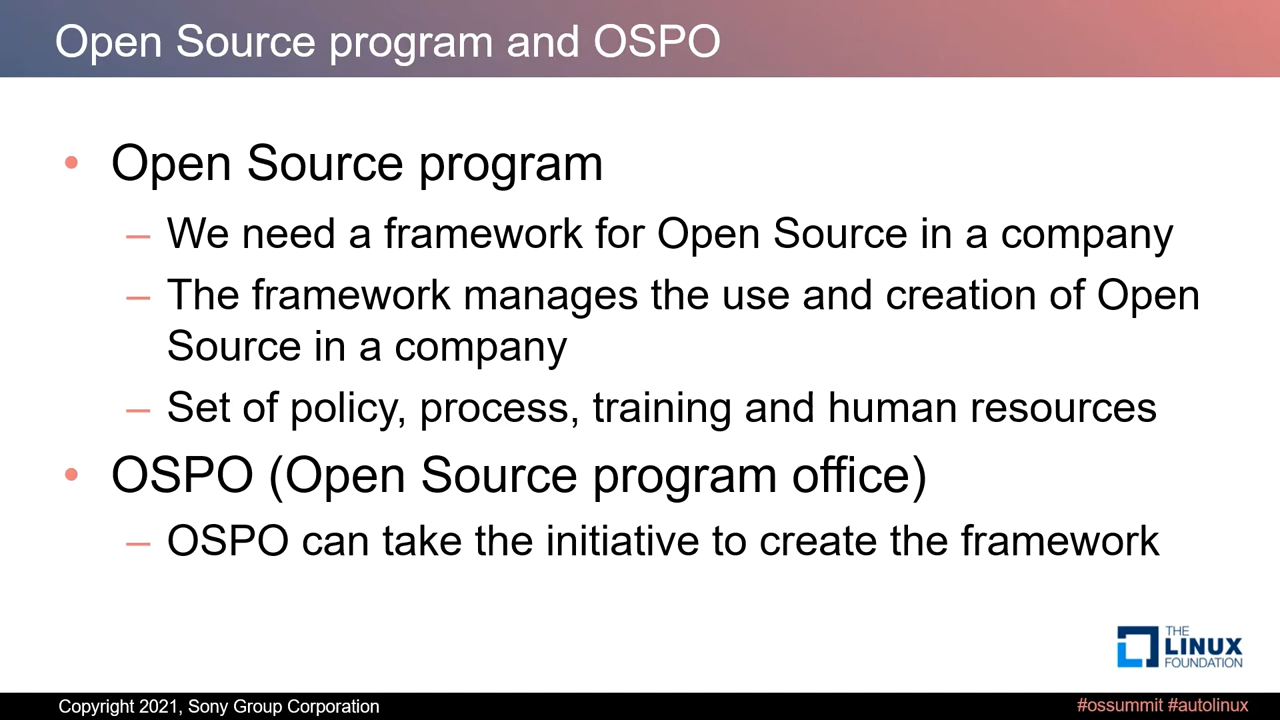 Open Source program and OSPO
• Open Source program
– We need a framework for Open Source in a company
– The framework manages the use and creation of Open
Source in a company
– Set of policy, process, training and human resources
• OSPO (Open Source program office)
– OSPO can take the initiative to create the framework
THE
LINUX
FOUNDATION
Copyright 2021, Sony Group Corporation
#ossummit #autolinux